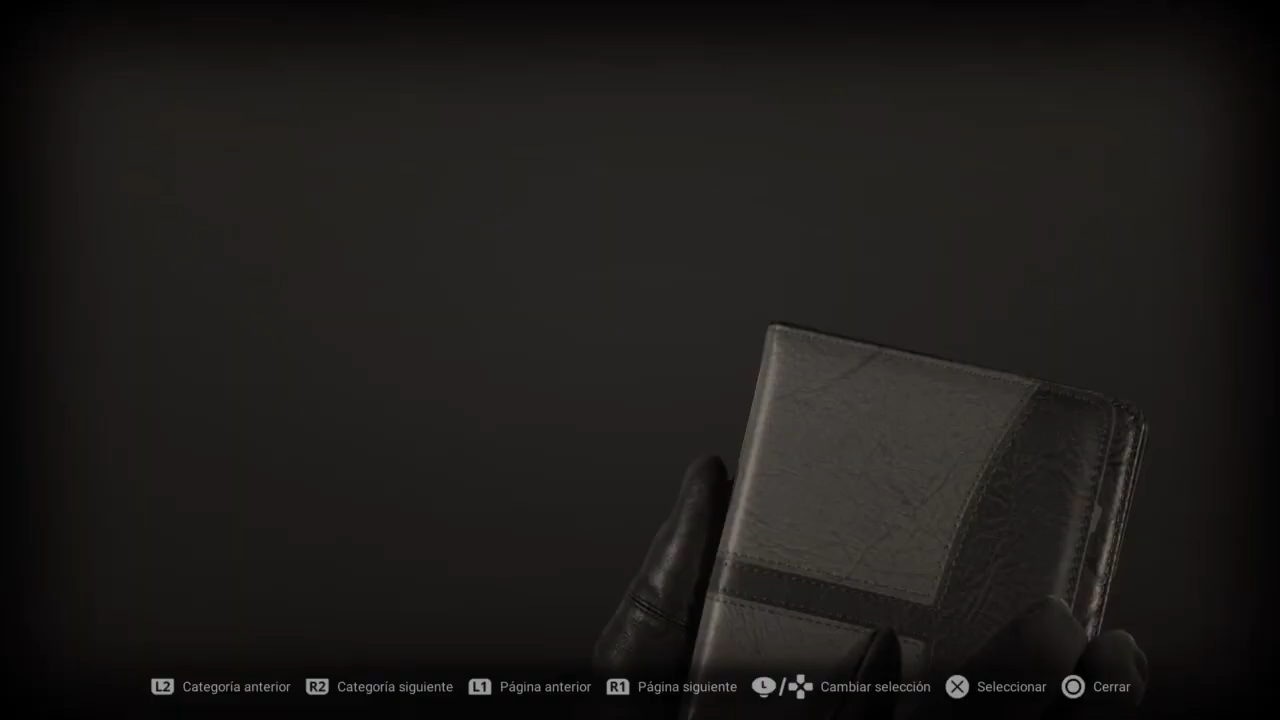 L2 Categoría anterior R2 Categoría siguiente L1 Página anterior R1 Página siguiente L / Cambiar selección Seleccionar Cerrar